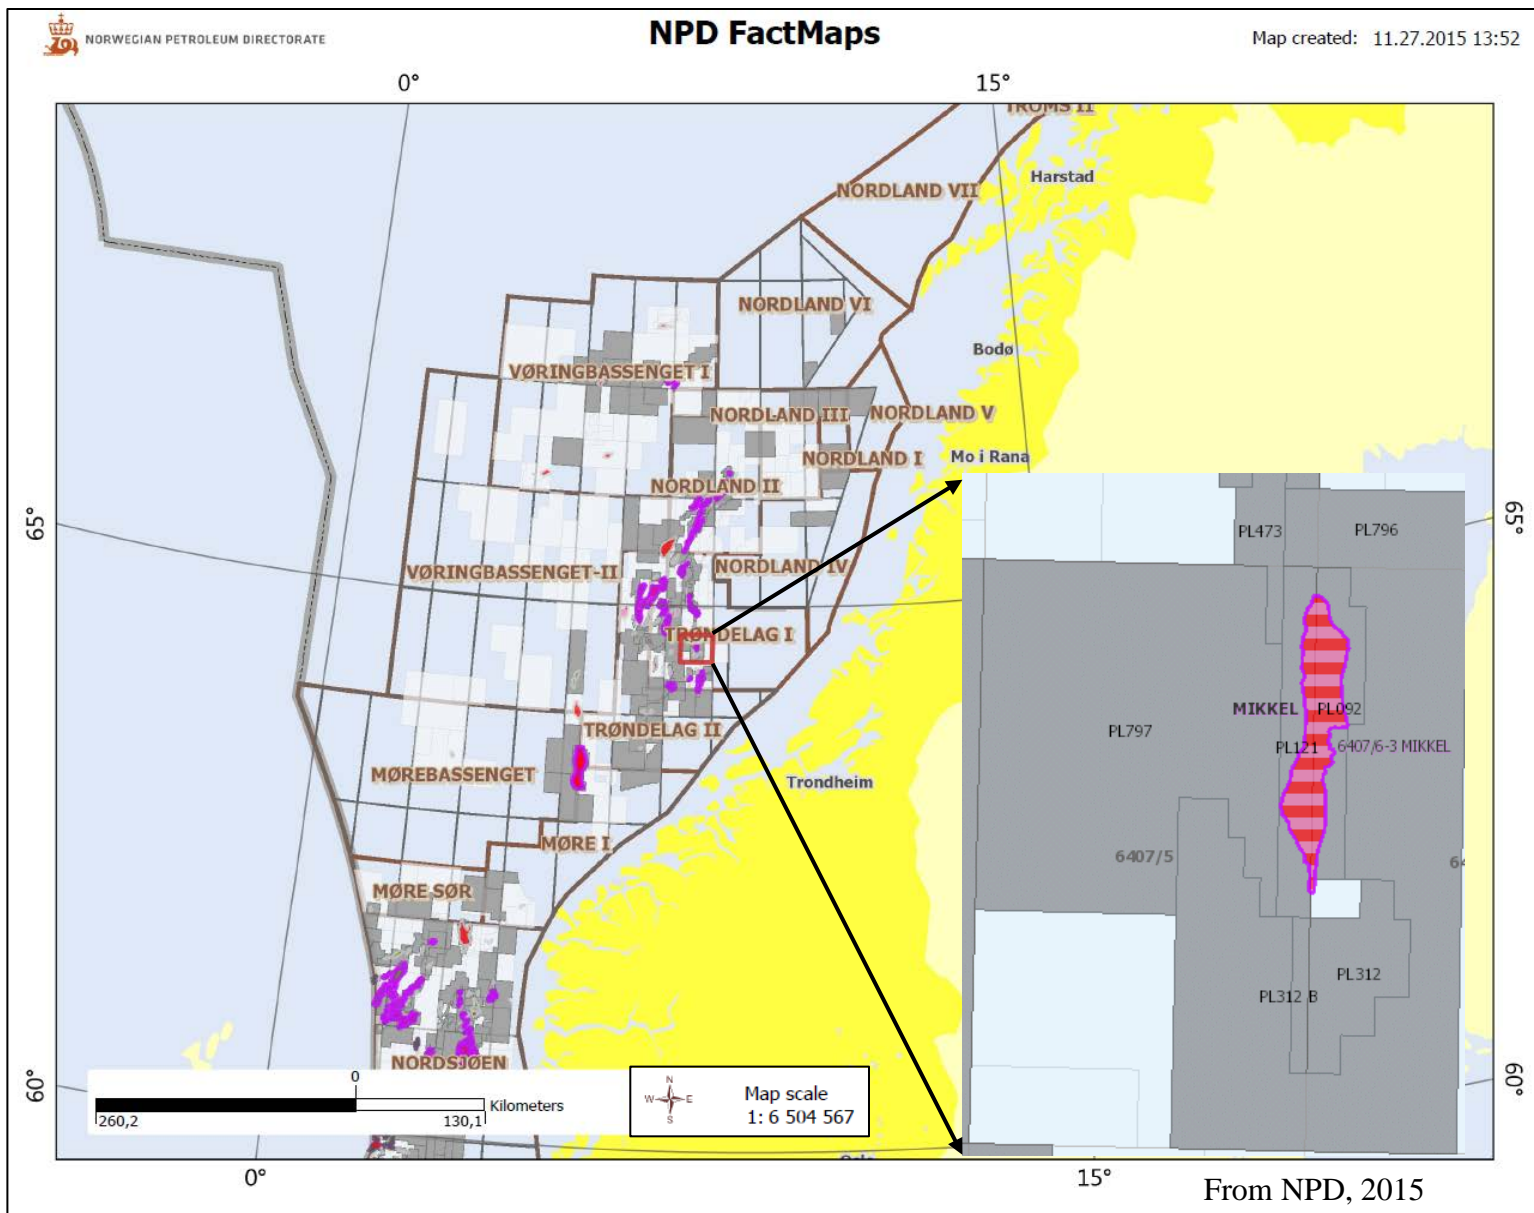 NORWEGIAN PETROLEUM DIRECTORATE
NPD FactMaps
Map created: 11.27.2015 13:52
0°
15°
TROMS II
Harstad
NORDLAND VII
NORDLAND VI
Bodø
VØRINGBASSENGET I
NORDLAND III
NORDLAND V
NORDLAND I
Mo i Rana
NORDLAND II
65°
65°
VØRINGBASSENGET-II
NORDLAND IV
TRØNDELAG I
TRØNDELAG II
MØREBASSENGET
Trondheim
MØRE I
MØRE SØR
NORDSJØEN
PL473
PL796
MIKKEL
PL092
PL797
PL121
6407/6-3 MIKKEL
6407/5
PL312
PL312 B
60°
60°
0
Kilometers
260,2
130,1
N
W
E
S
Map scale
1: 6 504 567
0°
15°
From NPD, 2015